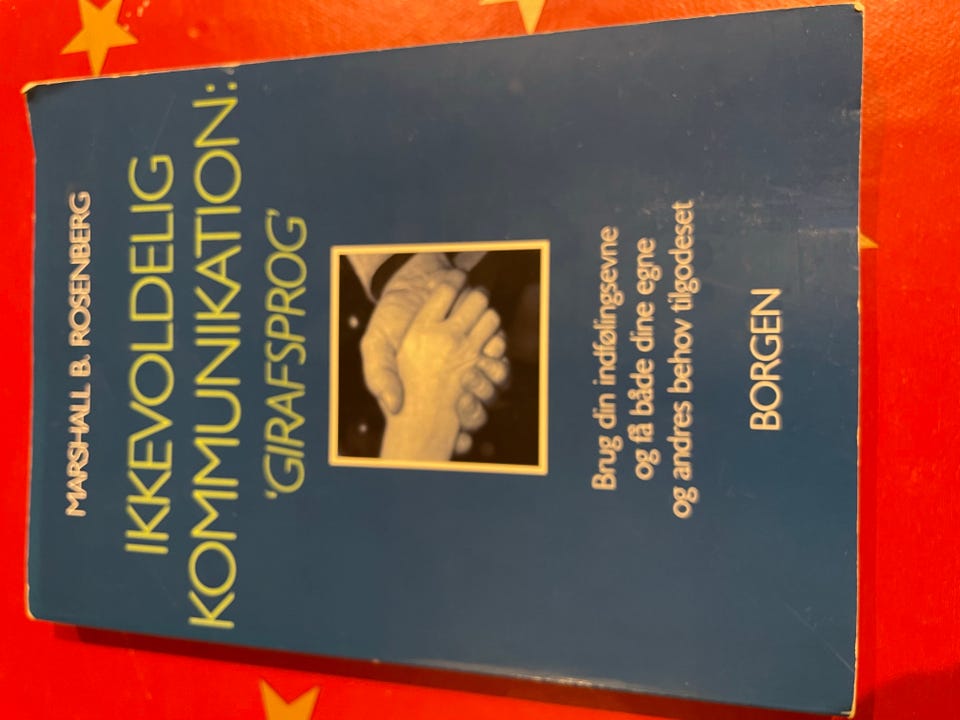 MARSHALL B. ROSENBERG
IKKEVOLDELIG
KOMMUNIKATION:
'GIRAFSPROG'
Brug din indfølingsevne
og få både dine egne
og andres behov tilgodeset
BORGEN